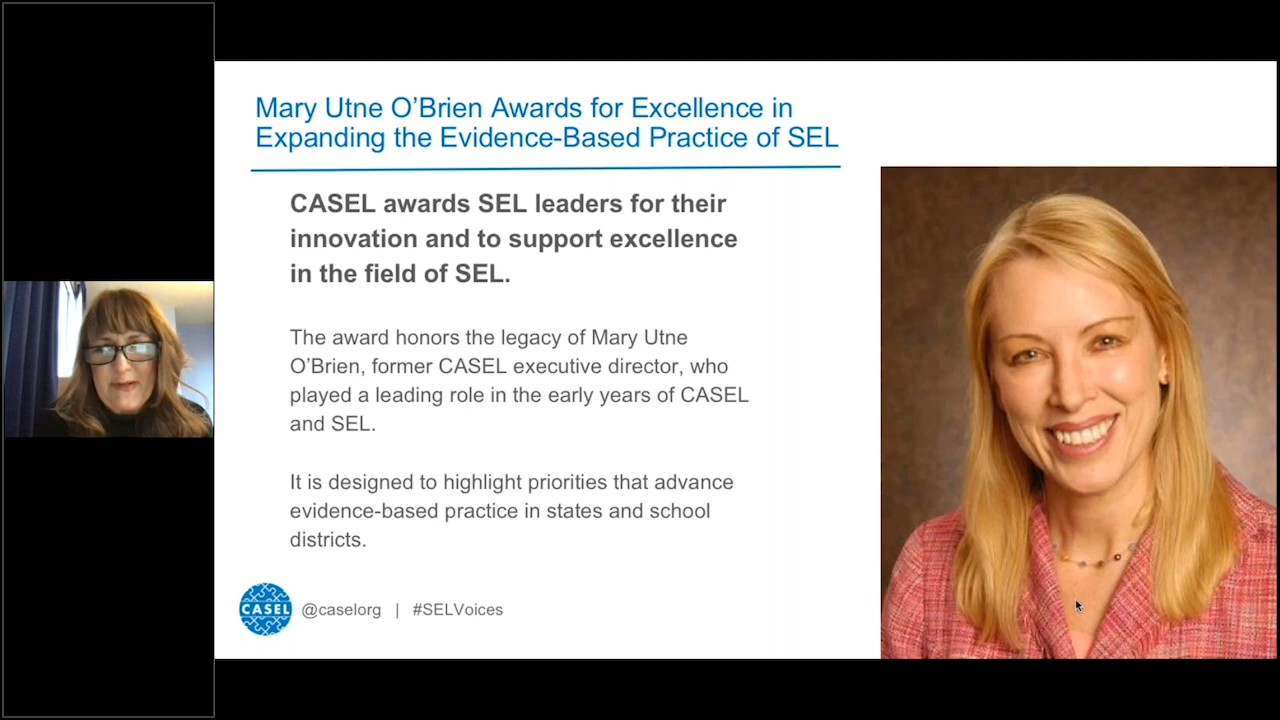 Mary Utne O’Brien Awards for Excellence in
Expanding the Evidence-Based Practice of SEL
CASEL awards SEL leaders for their
innovation and to support excellence
in the field of SEL.
The award honors the legacy of Mary Utne
O’Brien, former CASEL executive director, who
played a leading role in the early years of CASEL
and SEL.
It is designed to highlight priorities that advance
evidence-based practice in states and school
districts.
CASEL @caselorg | #SELVoices